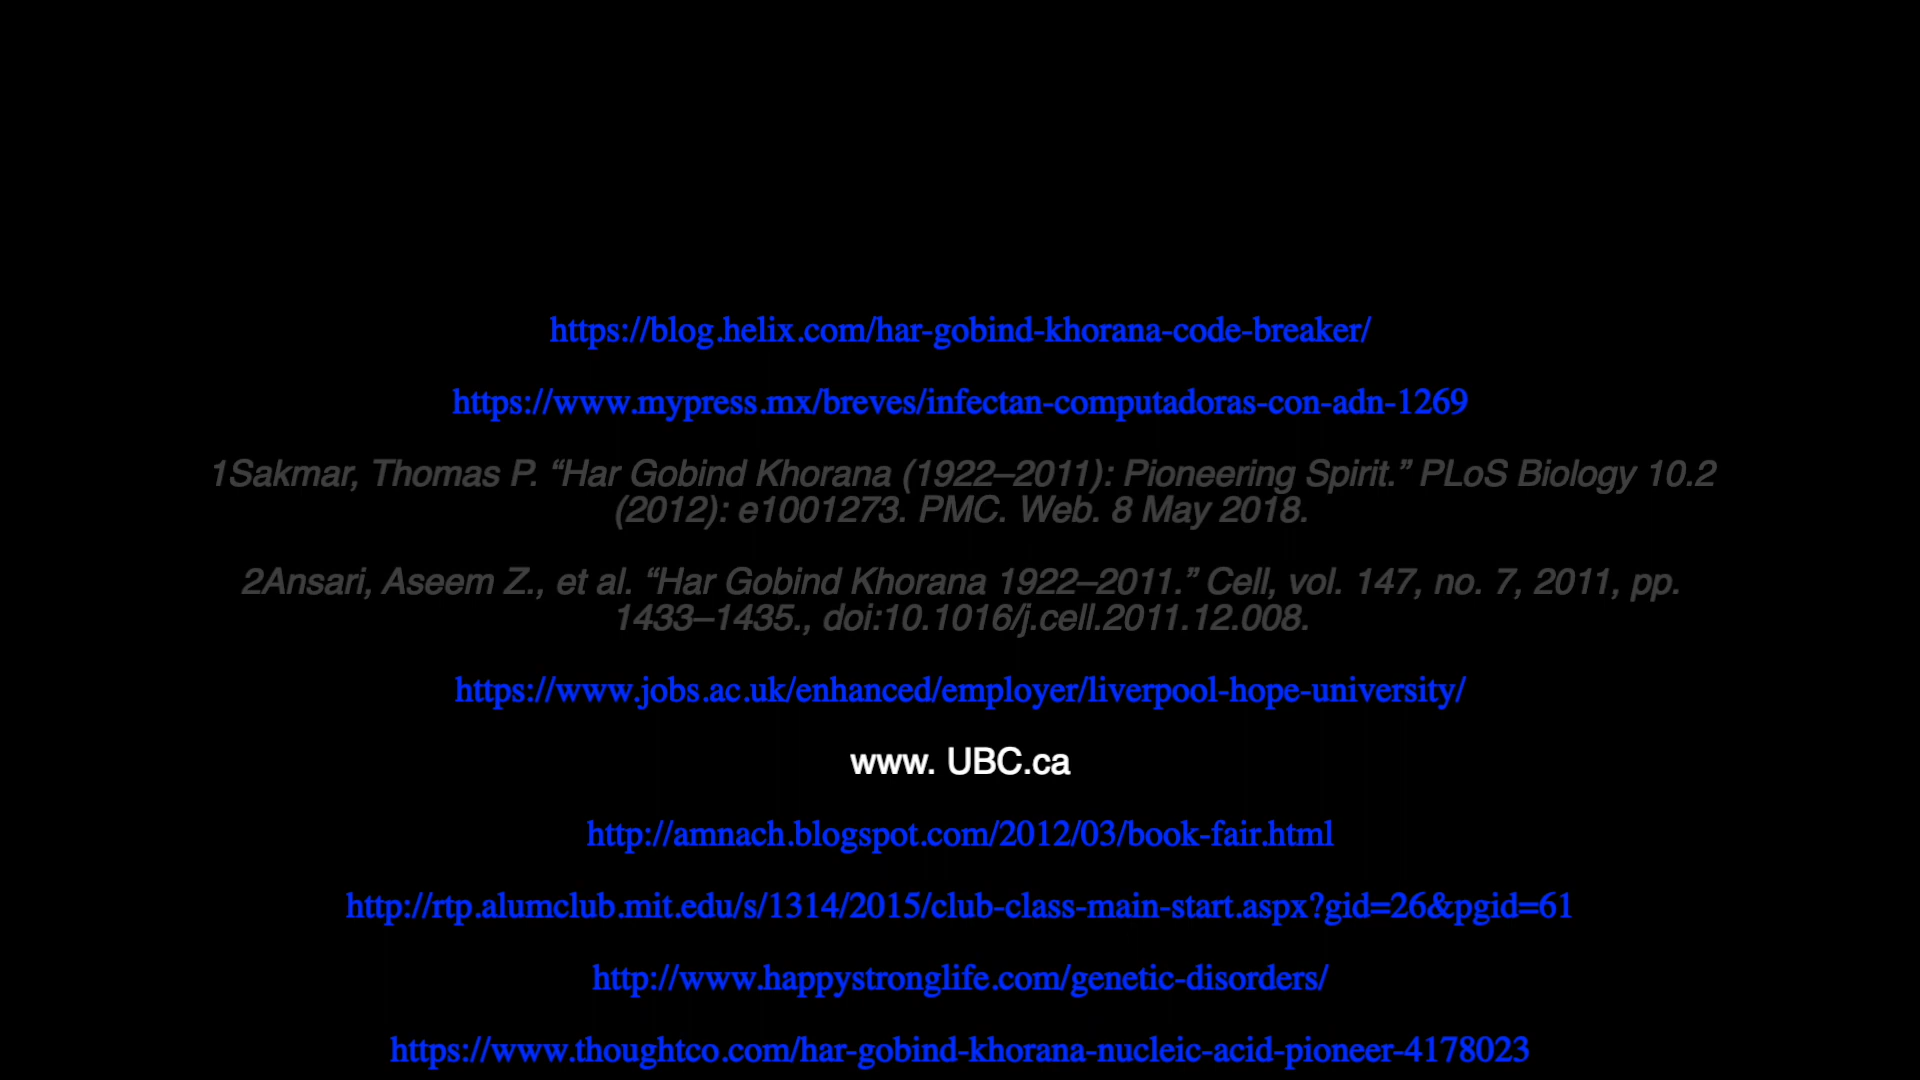 https://blog.helix.com/har-gobind-khorana-code-breaker/
https://www.mypress.mx/breves/infectan-computadoras-con-adn-1269
1Sakmar, Thomas P. “Har Gobind Khorana (1922–2011): Pioneering Spirit.” PLoS Biology 10.2
(2012): e1001273. PMC. Web. 8 May 2018.
2Ansari, Aseem Z., et al. “Har Gobind Khorana 1922–2011.” Cell, vol. 147, no. 7, 2011, pp.
1433–1435., doi:10.1016/j.cell.2011.12.008.
https://www.jobs.ac.uk/enhanced/employer/liverpool-hope-university/
www. UBC.ca
http://amnach.blogspot.com/2012/03/book-fair.html
http://rtp.alumclub.mit.edu/s/1314/2015/club-class-main-start.aspx?gid=26&pgid=61
http://www.happystronglife.com/genetic-disorders/
https://www.thoughtco.com/har-gobind-khorana-nucleic-acid-pioneer-4178023